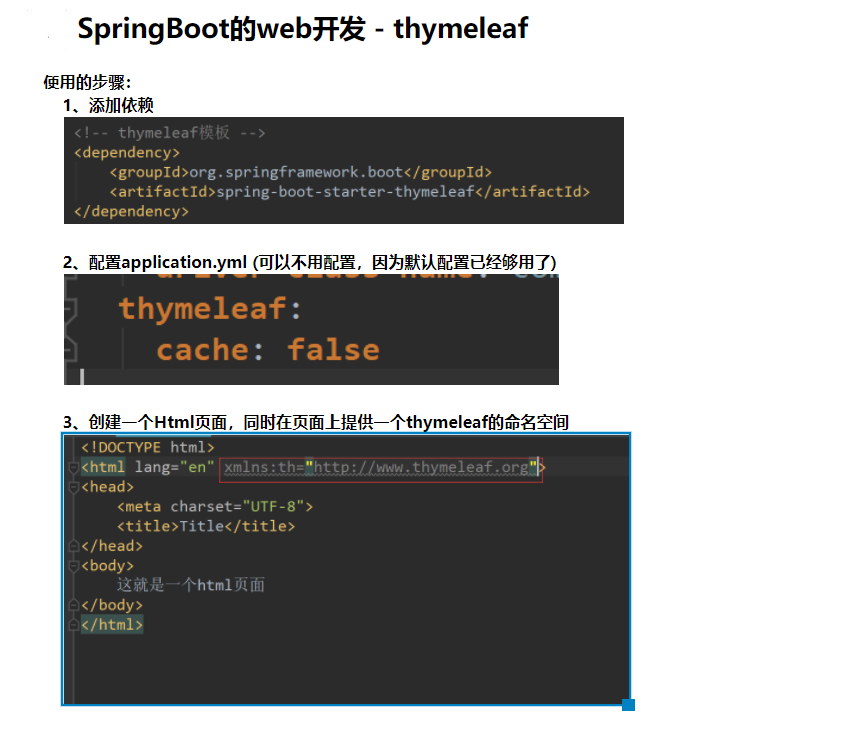 SpringBoot的web开发 - thymeleaf
使用的步骤：
1、添加依赖
<!-- thymeleaf模板 -->
<dependency>
<groupId>org.springframework.boot</groupId>
<artifactId>spring-boot-starter-thymeleaf</artifactId>
</dependency>
2、配置application.yml (可以不用配置，因为默认配置已经够用了)
thymeleaf:
cache: false
3、创建一个Html页面，同时在页面上提供一个thymeleaf的命名空间
<!DOCTYPE html>
<html lang="en" xmlns:th="http://www.thymeleaf.org">
<head>
<meta charset="UTF-8">
<title>Title</title>
</head>
<body>
这就是一个html页面
</body>
</html>